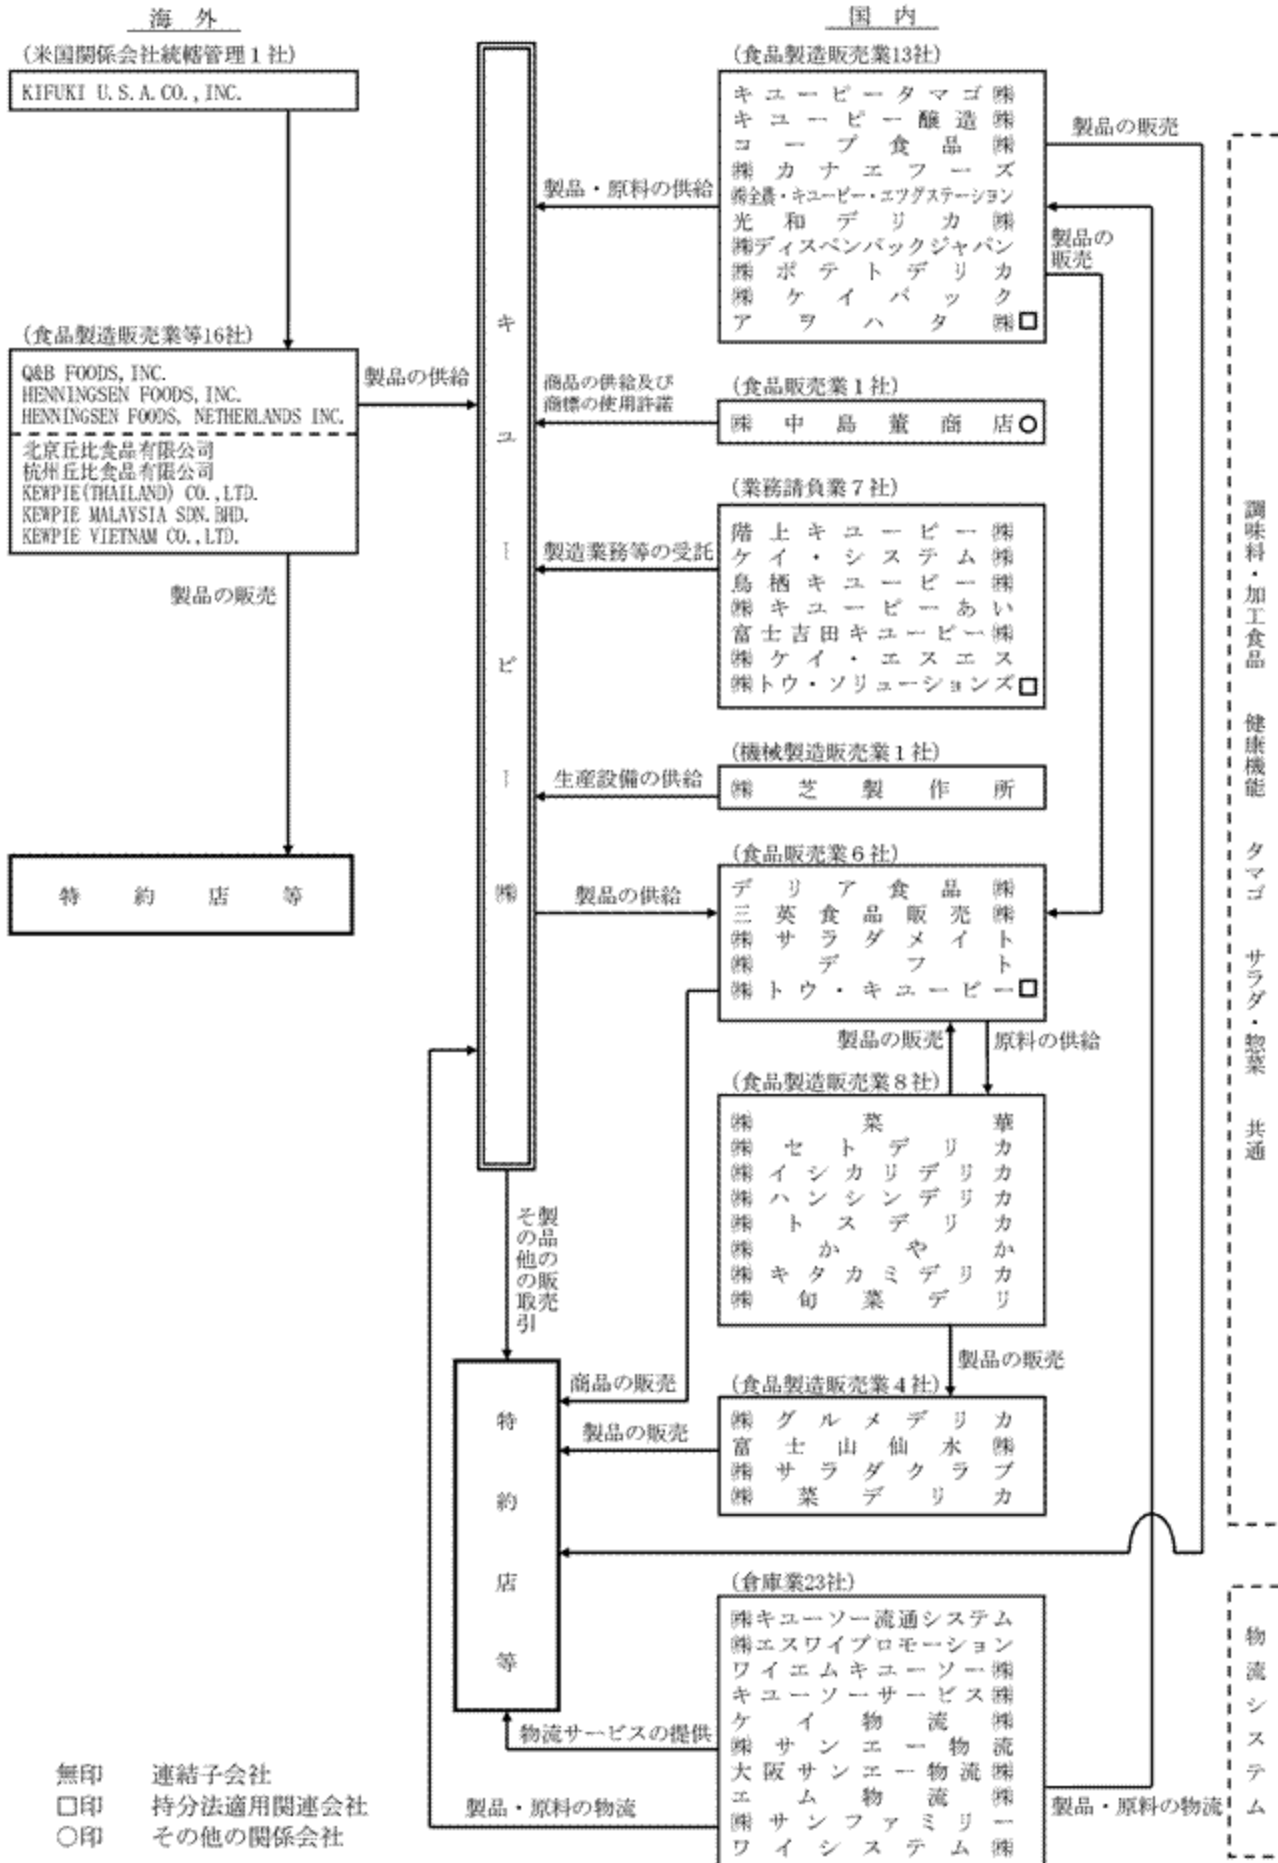 海外
(米国関係会社統轄管理1社)
KIFUKI U.S.A.CO.,INC.
(食品製造販売業等16社)
Q&B FOODS,INC.
HENNINGSEN FOODS,INC.
HENNINGSEN FOODS, NETHERLANDS INC.
北京丘比食品有限公司
杭州丘比食品有限公司
KEWPIE(THAILAND) CO.,LTD.
KEWPIE MALAYSIA SDN.BHD.
KEWPIE VIETNAM CO.,LTD.
製品の供給
製品の販売
特約店等
キユーピー㈱
国内
(食品製造販売業13社)
キユーピータマゴ㈱
キユーピー醸造㈱
コープ食品㈱
㈱カナエフーズ
㈱全農・キユーピー・エツグステーシヨン
光和デリカ㈱
㈱ディスペンパックジャパン
㈱ポテトデリカ
㈱ケイパック
アヲハタ㈱□
製品・原料の供給
製品の販売
製品の
販売
(食品販売業1社)
㈱中島董商店○
商品の供給及び
商標の使用許諾
(業務請負業7社)
階上キユーピー㈱
ケイ・システム㈱
鳥栖キユーピー㈱
㈱キユーピーあい
富士吉田キユーピー㈱
㈱ケイ・エスエス
㈱トウ・ソリューションズ□
製造業務等の受託
(機械製造販売業1社)
㈱芝製作所
生産設備の供給
(食品販売業6社)
デリア食品㈱
三英食品販売㈱
㈱サラダメイト
㈱デフト
㈱トウ・キユーピー□
製品の供給
製品の販売
原料の供給
(食品製造販売業8社)
㈱菜華
㈱セトデリカ
㈱イシカリデリカ
㈱ハンシンデリカ
㈱トスデリカ
㈱かやか
㈱キタカミデリカ
㈱旬菜デリ
製品の販売
(食品製造販売業4社)
㈱グルメデリカ
富士山仙水㈱
㈱サラダクラブ
㈱菜デリカ
製品の販売
その他の取引
商品の販売
製品の販売
特約店等
(倉庫業23社)
㈱キユーソー流通システム
㈱エスワイプロモーション
ワイエムキユーソー㈱
キユーソーサービス㈱
ケイ物流㈱
㈱サンエー物流
大阪サンエー物流㈱
エム物流㈱
㈱サンファミリー
ワイシステム㈱
物流サービスの提供
製品・原料の物流
製品・原料の物流
調味料・加工食品 健康機能 タマゴ サラダ・惣菜 共通
物流システム
無印 連結子会社
□印 持分法適用関連会社
○印 その他の関係会社